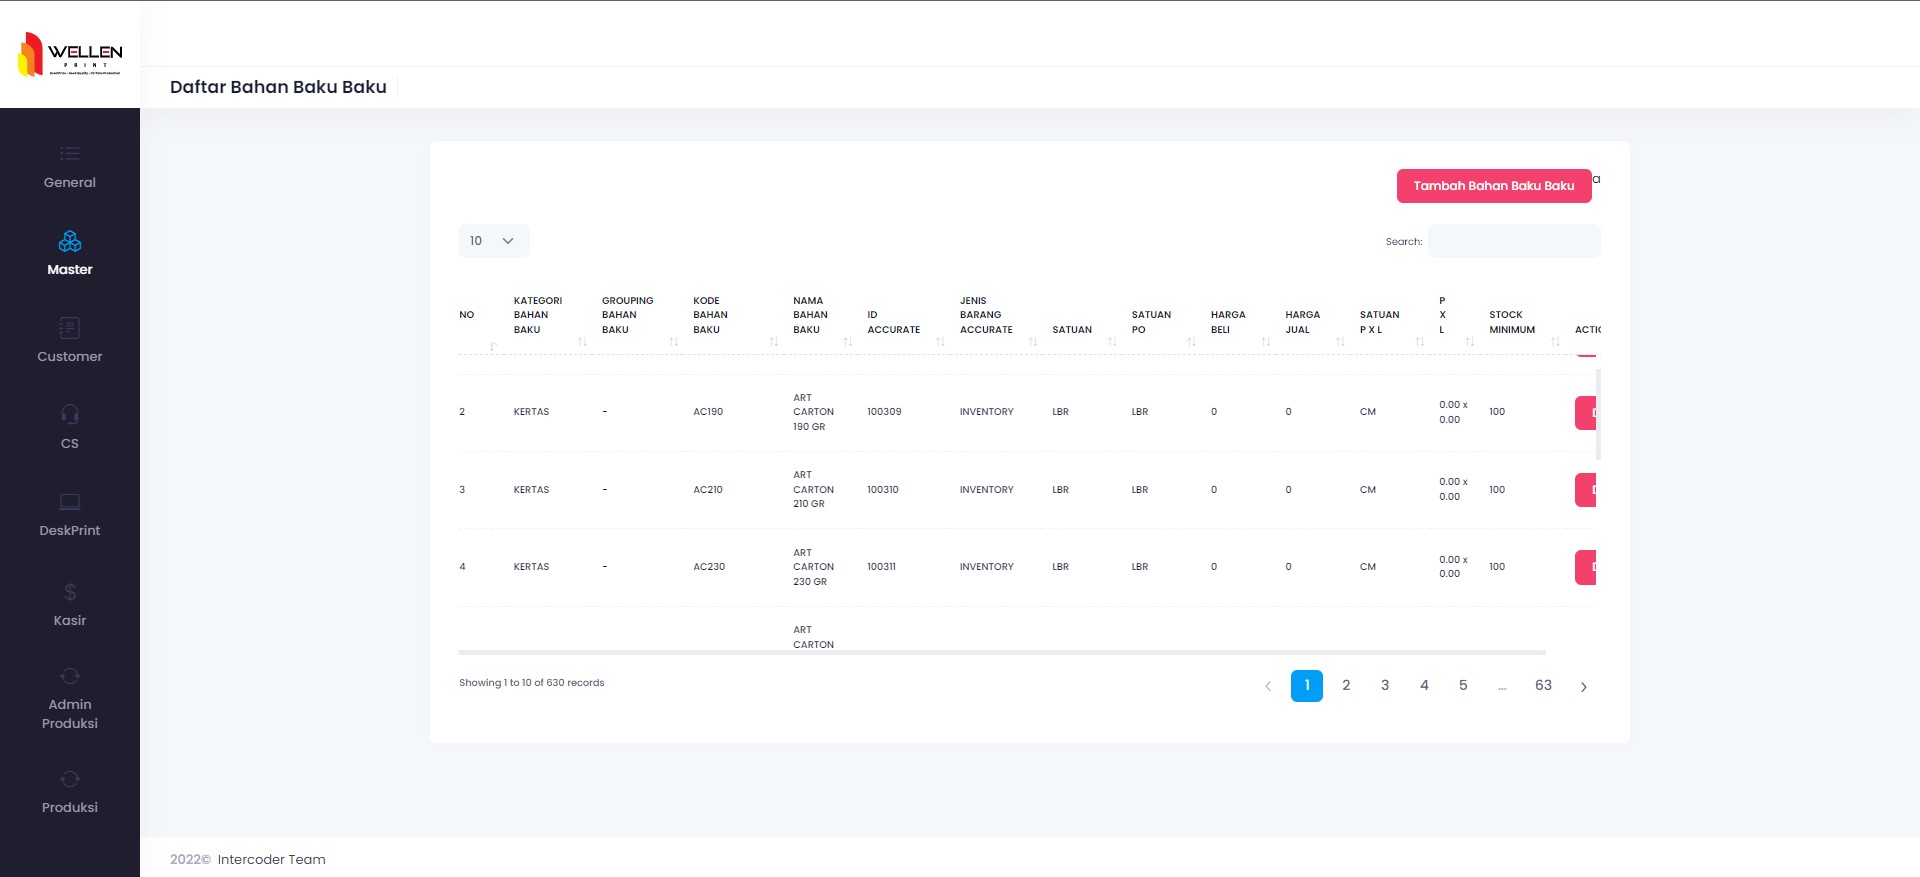 WELLEN
PRINT
Daftar Bahan Baku Baku
General
Master
Customer
CS
DeskPrint
Kasir
Admin
Produksi
Produksi
Tambah Bahan Baku Baku
a
10
Search:
NO
KATEGORI
BAHAN
BAKU
GROUPING
BAHAN
BAKU
KODE
BAHAN
BAKU
NAMA
BAHAN
BAKU
ID
ACCURATE
JENIS
BARANG
ACCURATE
SATUAN
SATUAN
PO
HARGA
BELI
HARGA
JUAL
SATUAN
P X L
P
X
L
STOCK
MINIMUM
ACTIO
2 KERTAS - AC190 ART CARTON 190 GR 100309 INVENTORY LBR LBR 0 0 CM 0.00 x 0.00 100
3 KERTAS - AC210 ART CARTON 210 GR 100310 INVENTORY LBR LBR 0 0 CM 0.00 x 0.00 100
4 KERTAS - AC230 ART CARTON 230 GR 100311 INVENTORY LBR LBR 0 0 CM 0.00 x 0.00 100
ART
CARTON
Showing 1 to 10 of 630 records
1 2 3 4 5 ... 63
2022© Intercoder Team